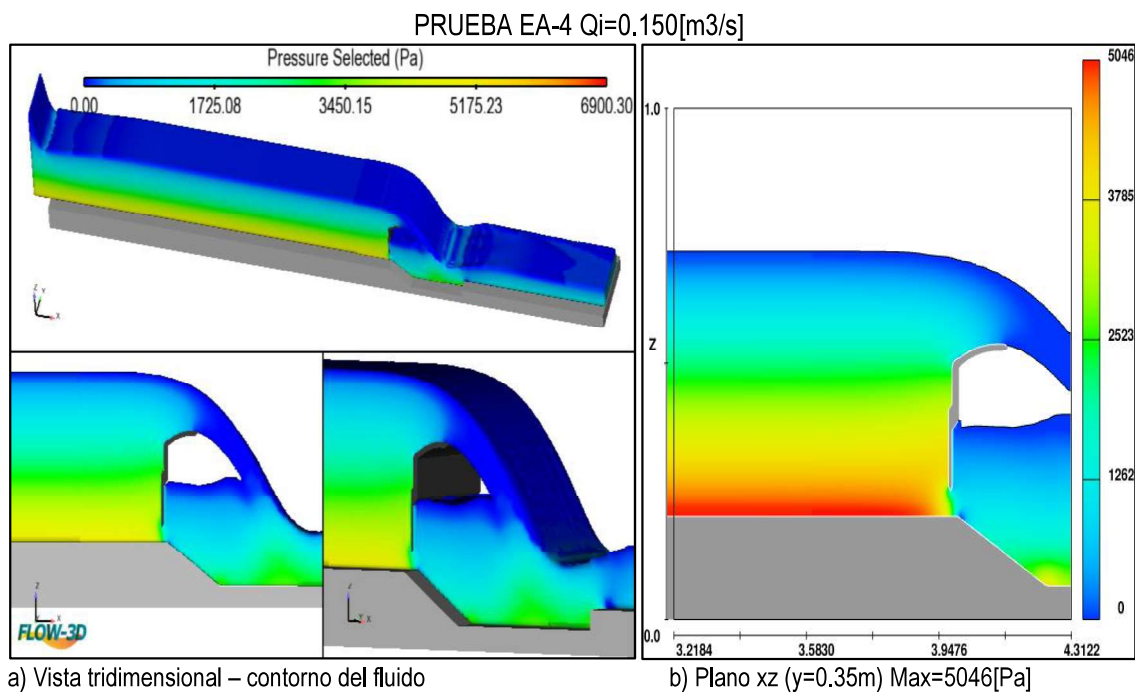 PRUEBA EA-4 Qi=0.150[m3/s]
Pressure Selected (Pa)
0.00 1725.08 3450.15 5175.23 6900.30
z y x
z x
FLOW-3D
z x
1.0
Z
0.0
3.2184 3.5830 3.9476 4.3122
5046
3785
2523
1262
0
a) Vista tridimensional – contorno del fluido
b) Plano xz (y=0.35m) Max=5046[Pa]